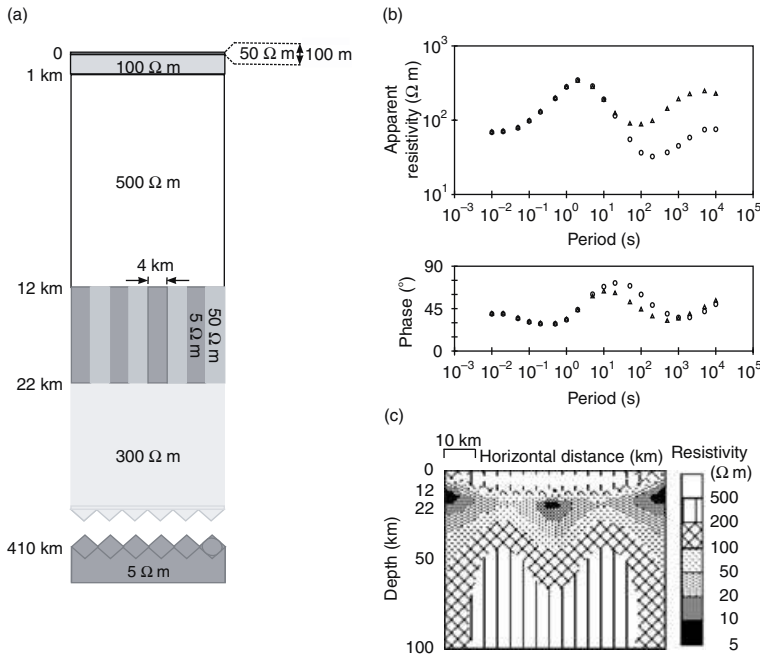 (a)
0
50 Ω m
100 m
100 Ω m
1 km
500 Ω m
4 km
12 km
5 Ω m
50 Ω m
22 km
300 Ω m
410 km
5 Ω m
(b)
Apparent
resistivity (Ω m)
10³
10²
10¹
10⁻³ 10⁻² 10⁻¹ 10⁰ 10¹ 10² 10³ 10⁴ 10⁵
Period (s)
Phase (°)
90
45
0
10⁻³ 10⁻² 10⁻¹ 10⁰ 10¹ 10² 10³ 10⁴ 10⁵
Period (s)
(c)
10 km
Horizontal distance (km)
Depth (km)
0
12
22
50
100
Resistivity
(Ω m)
500
200
100
50
20
10
5